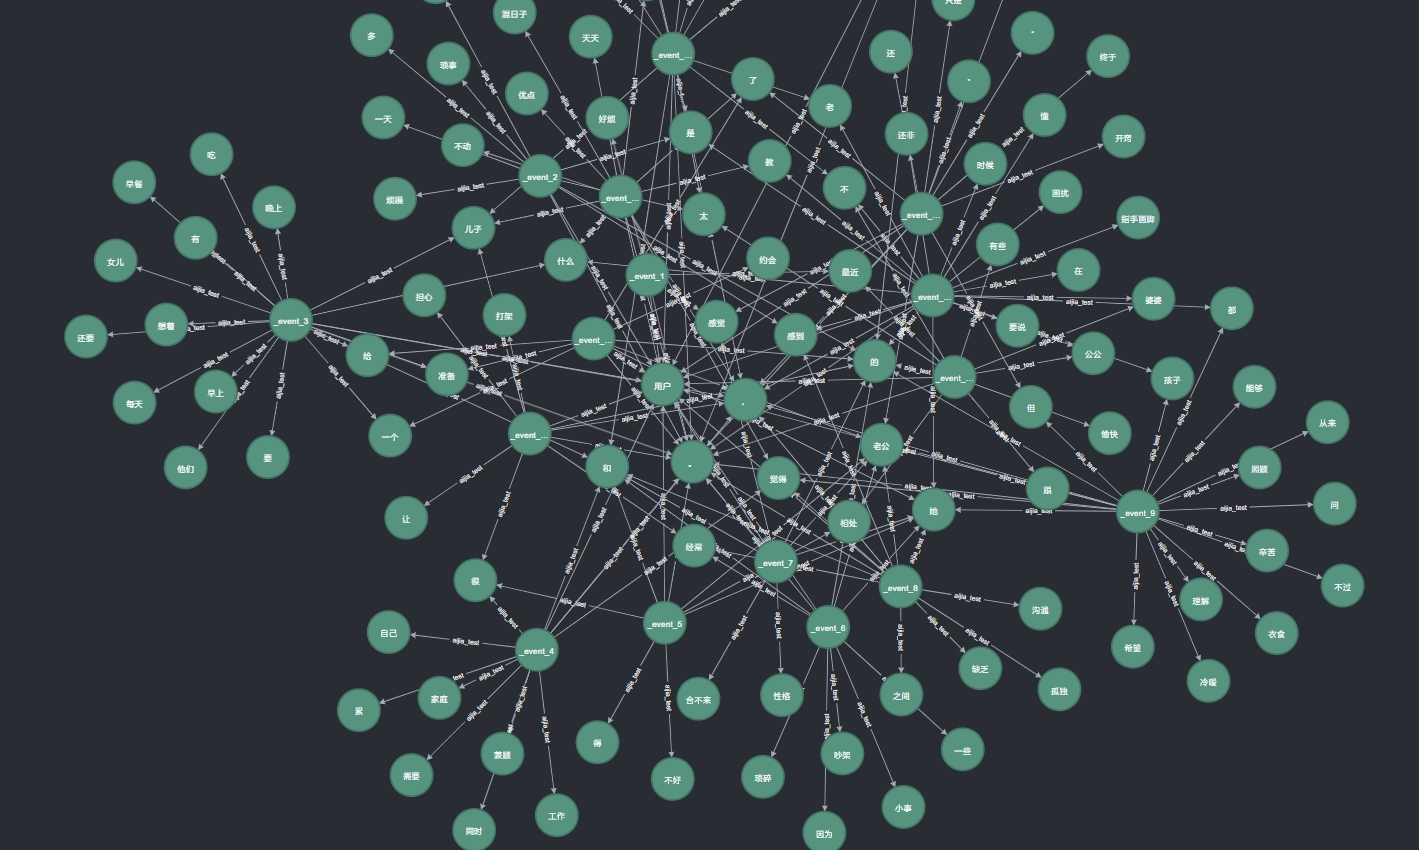 混日子
只是
多
天天
还
终于
琐事
_event_...
了
优点
老
懂
一天
好烦
是
还非
开窍
不动
吃
教
时候
早餐
_event_2
不
困扰
烦躁
_event_...
晚上
太
_event_...
指手画脚
儿子
有
有些
女儿
什么
约会
最近
在
_event_1
担心
_event_...
婆婆
都
打架
_event_3
感觉
要说
还要
想着
感到
_event_...
给
公公
的
准备
用户
_event_...
孩子
能够
早上
每天
，
但
从来
一个
_event_...
愉快
老公
要
他们
和
。
照顾
觉得
跟
问
让
她
_event_9
相处
经常
辛苦
_event_7
很
_event_8
不过
理解
沟通
_event_5
_event_6
自己
衣食
希望
_event_4
缺乏
冷暖
孤独
家庭
合不来
性格
之间
累
得
一些
兼顾
吵架
需要
不好
琐碎
小事
工作
同时
因为
aijia_test